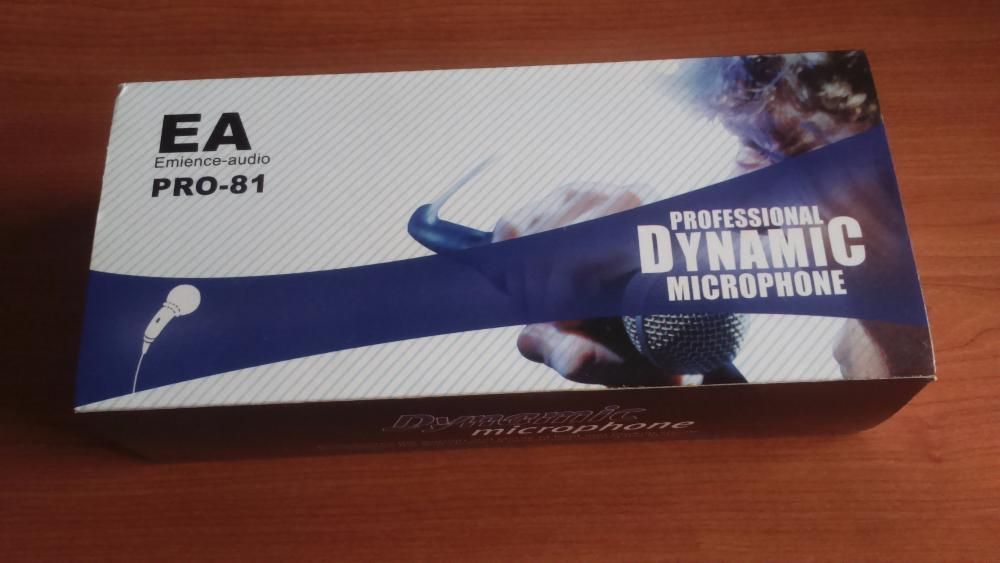 EA
Emience-audio
PRO-81
PROFESSIONAL
DYNAMIC
MICROPHONE
Dynamic
microphone